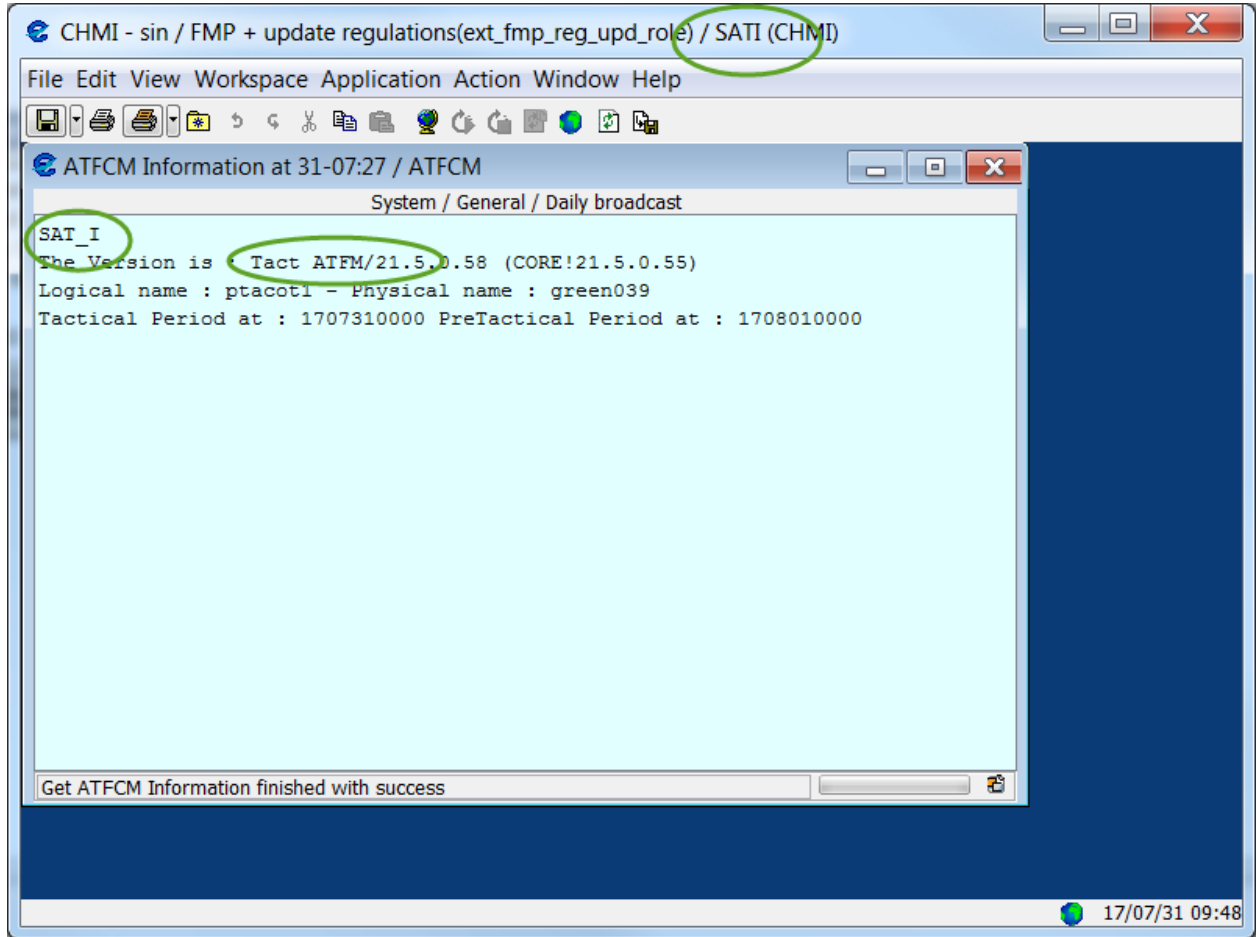 CHMI - sin / FMP + update regulations(ext_fmp_reg_upd_role) / SATI (CHMI)
File Edit View Workspace Application Action Window Help
ATFCM Information at 31-07:27 / ATFCM
System / General / Daily broadcast
SAT_I
The Version is : Tact ATFM/21.5.0.58 (CORE!21.5.0.55)
Logical name : ptacot1 - Physical name : green039
Tactical Period at : 1707310000 PreTactical Period at : 1708010000
Get ATFCM Information finished with success
17/07/31 09:48